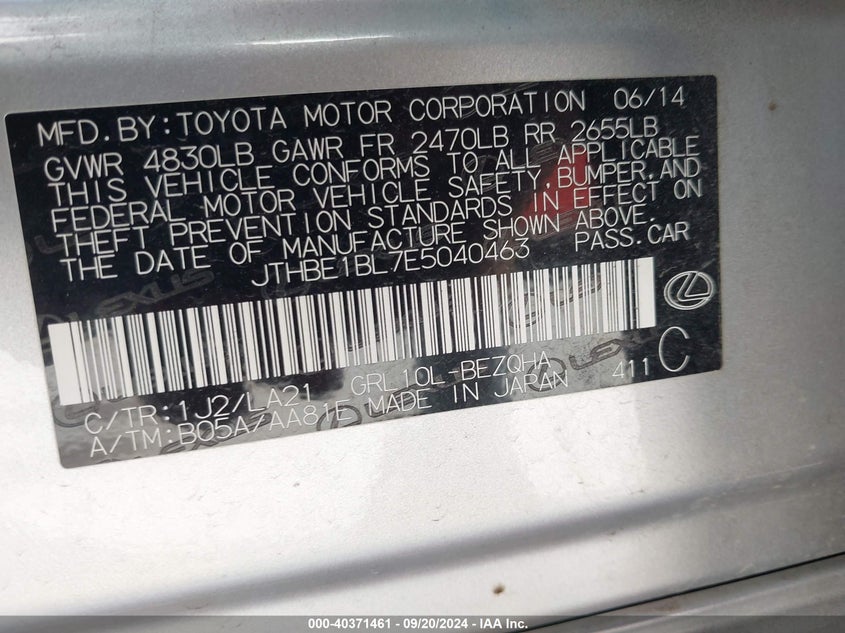 MFD. BY: TOYOTA MOTOR CORPORATION 06/14
GVWR 4830LB GAWR FR 2470LB RR 2655LB
THIS VEHICLE CONFORMS TO ALL APPLICABLE
FEDERAL MOTOR VEHICLE SAFETY, BUMPER, AND
THEFT PREVENTION STANDARDS IN EFFECT ON
THE DATE OF MANUFACTURE SHOWN ABOVE.
JTHBE1BL7E5040463 PASS. CAR
C/TR: 1J2/LA21 GRL10L-BEZQHA 411 C
A/TM: B05A/AA81E MADE IN JAPAN
LEXUS
LEXUS
000-40371461 - 09/20/2024 - IAA Inc.